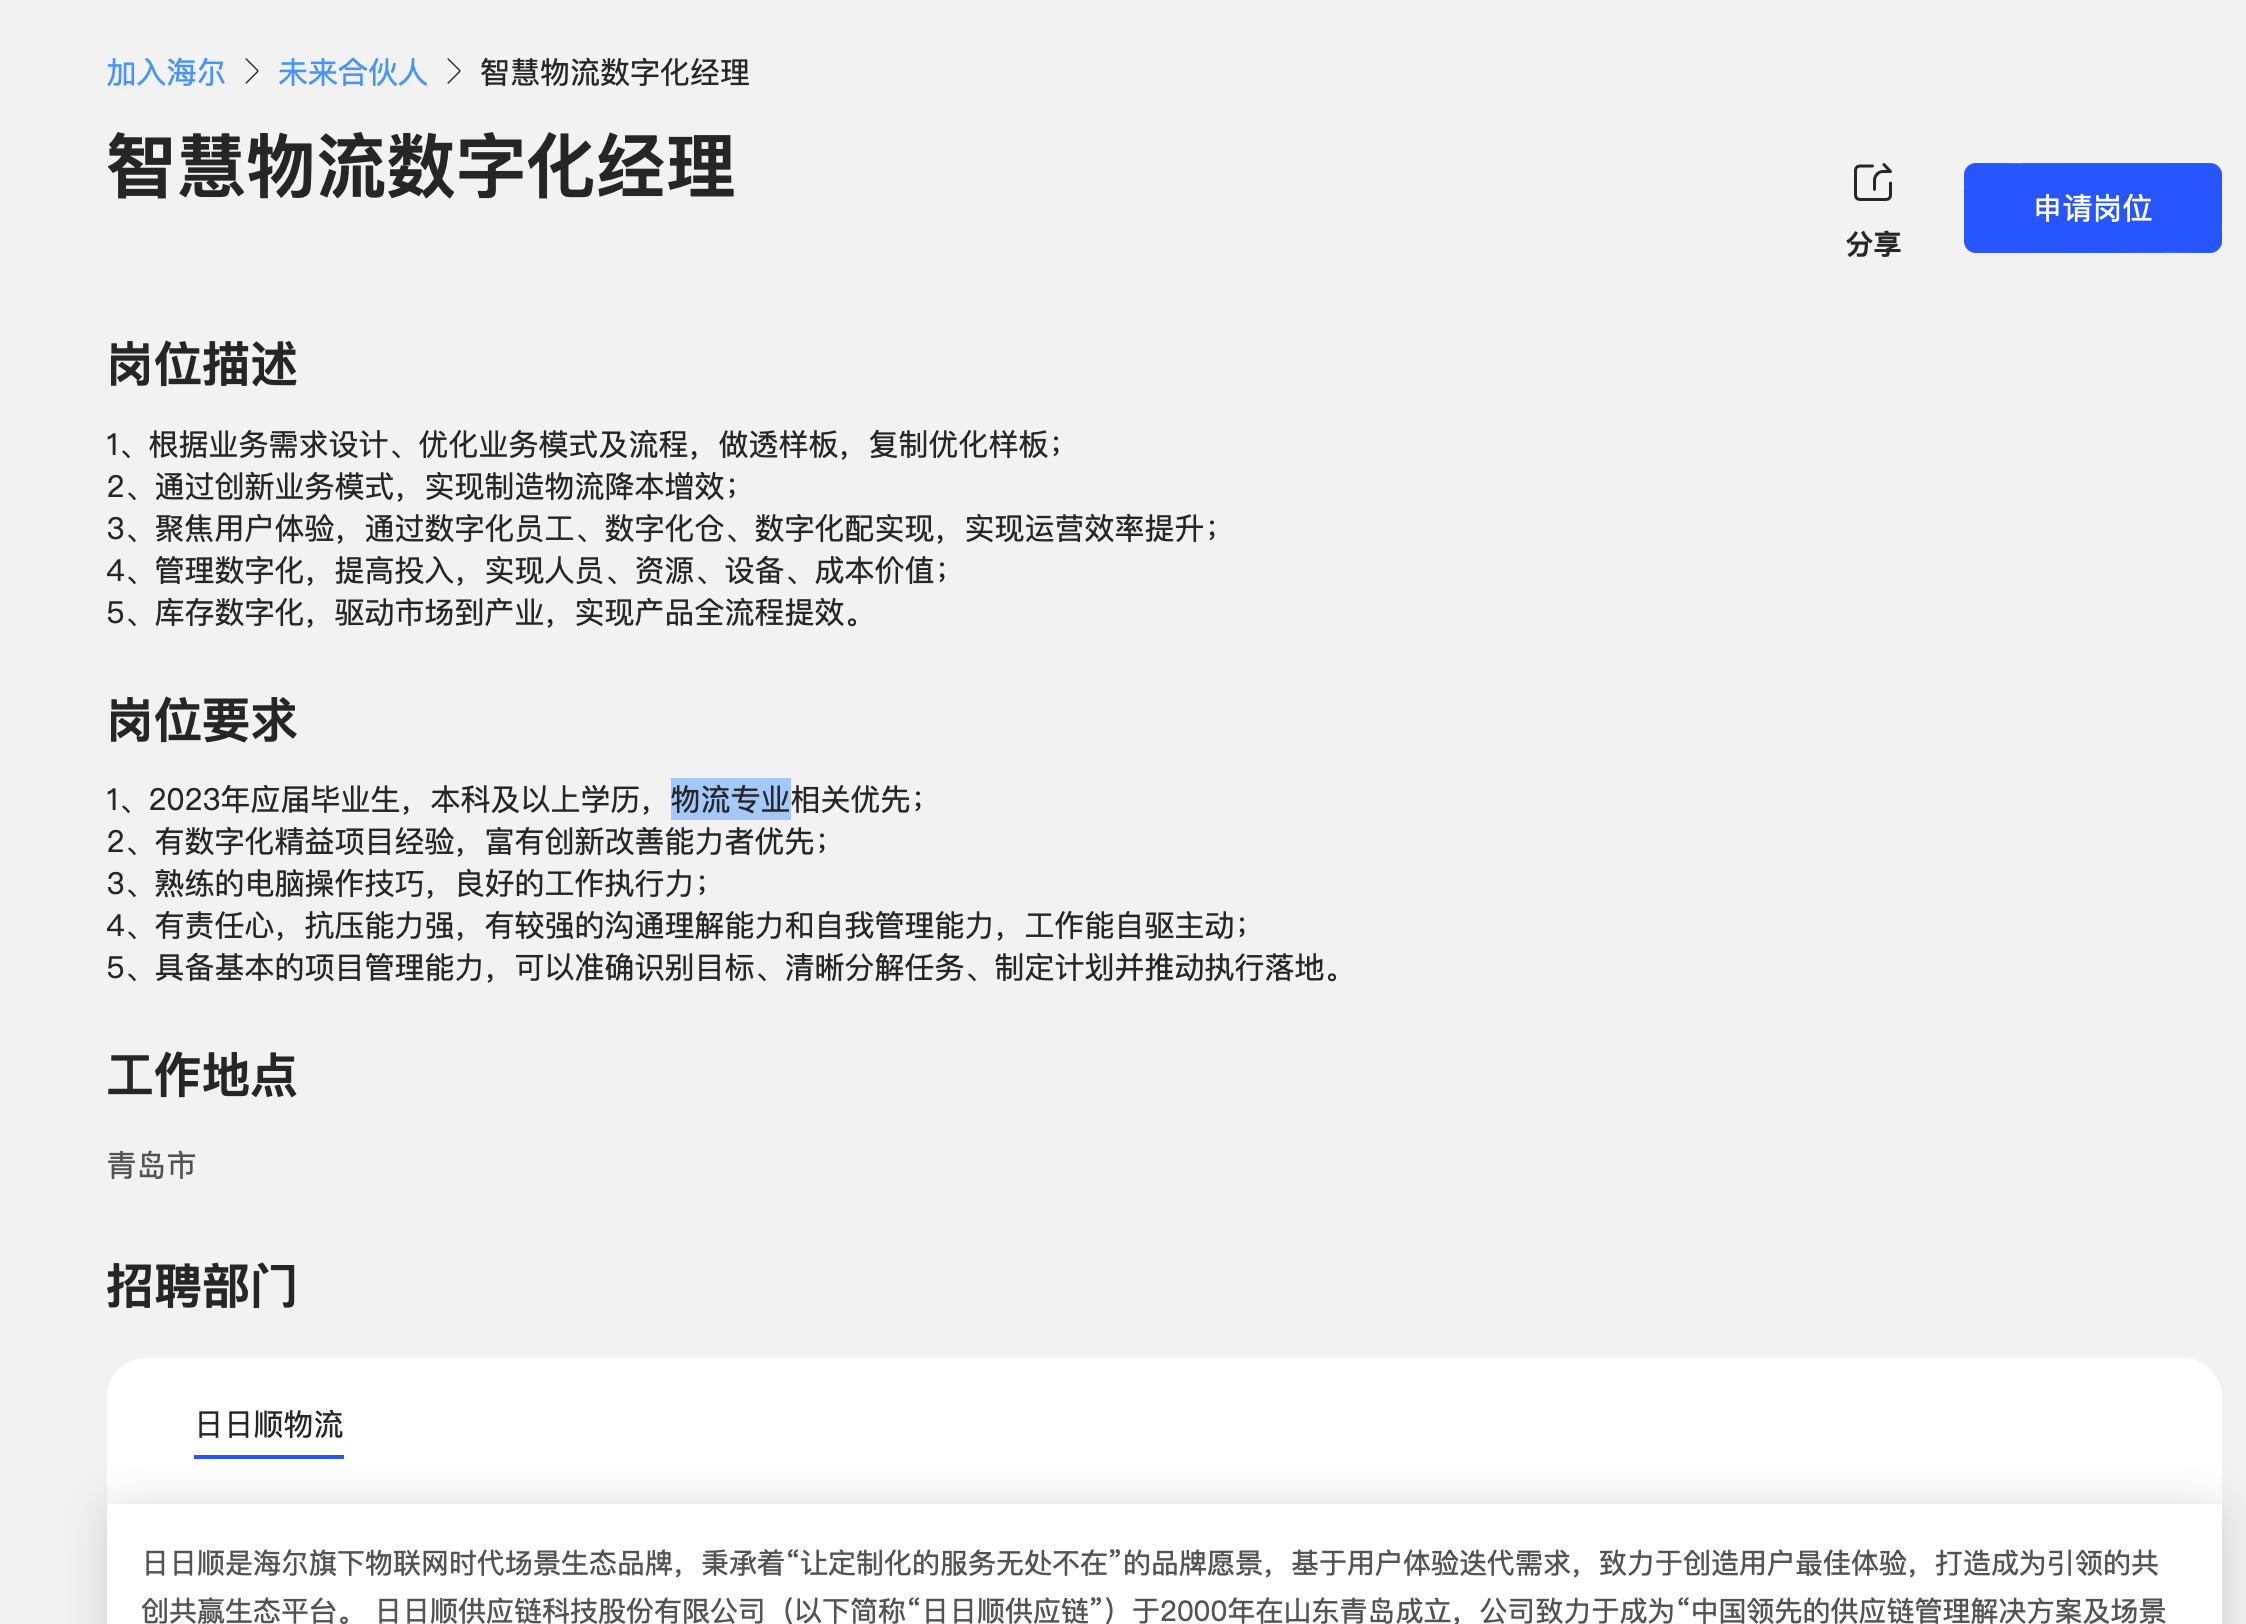 加入海尔 > 未来合伙人 > 智慧物流数字化经理
智慧物流数字化经理
分享
申请岗位
岗位描述
1、根据业务需求设计、优化业务模式及流程，做透样板，复制优化样板；
2、通过创新业务模式，实现制造物流降本增效；
3、聚焦用户体验，通过数字化员工、数字化仓、数字化配实现，实现运营效率提升；
4、管理数字化，提高投入，实现人员、资源、设备、成本价值；
5、库存数字化，驱动市场到产业，实现产品全流程提效。
岗位要求
1、2023年应届毕业生，本科及以上学历，物流专业相关优先；
2、有数字化精益项目经验，富有创新改善能力者优先；
3、熟练的电脑操作技巧，良好的工作执行力；
4、有责任心，抗压能力强，有较强的沟通理解能力和自我管理能力，工作能自驱主动；
5、具备基本的项目管理能力，可以准确识别目标、清晰分解任务、制定计划并推动执行落地。
工作地点
青岛市
招聘部门
日日顺物流
日日顺是海尔旗下物联网时代场景生态品牌，秉承着“让定制化的服务无处不在”的品牌愿景，基于用户体验迭代需求，致力于创造用户最佳体验，打造成为引领的共
创共赢生态平台。 日日顺供应链科技股份有限公司（以下简称“日日顺供应链”）于2000年在山东青岛成立，公司致力于成为“中国领先的供应链管理解决方案及场景